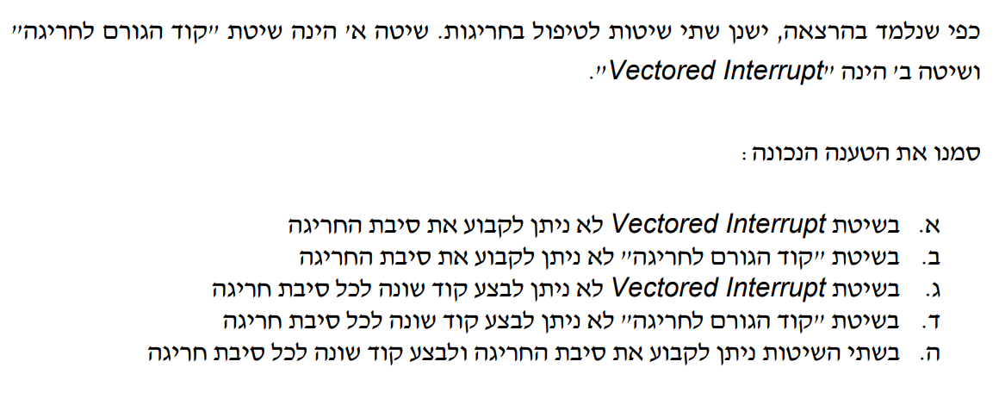 כפי שנלמד בהרצאה, ישנן שתי שיטות לטיפול בחריגות. שיטה א' הינה שיטת "קוד הגורם לחריגה"
ושיטה ב' הינה "Vectored Interrupt".
סמנו את הטענה הנכונה:
א. בשיטת Vectored Interrupt לא ניתן לקבוע את סיבת החריגה
ב. בשיטת "קוד הגורם לחריגה" לא ניתן לקבוע את סיבת החריגה
ג. בשיטת Vectored Interrupt לא ניתן לבצע קוד שונה לכל סיבת חריגה
ד. בשיטת "קוד הגורם לחריגה" לא ניתן לבצע קוד שונה לכל סיבת חריגה
ה. בשתי השיטות ניתן לקבוע את סיבת החריגה ולבצע קוד שונה לכל סיבת חריגה